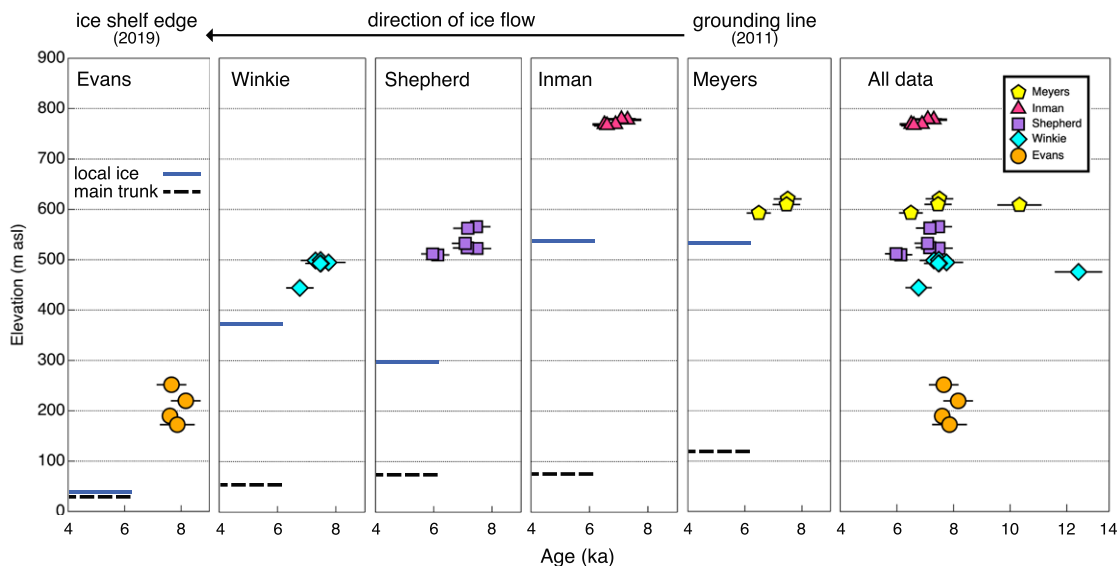 ice shelf edge direction of ice flow grounding line
(2019) (2011)
Elevation (m asl)
900
800
700
600
500
400
300
200
100
0
Evans Winkie Shepherd Inman Meyers All data
local ice
main trunk
Meyers
Inman
Shepherd
Winkie
Evans
4 6 8 4 6 8 4 6 8 4 6 8 4 6 8 4 6 8 10 12 14
Age (ka)